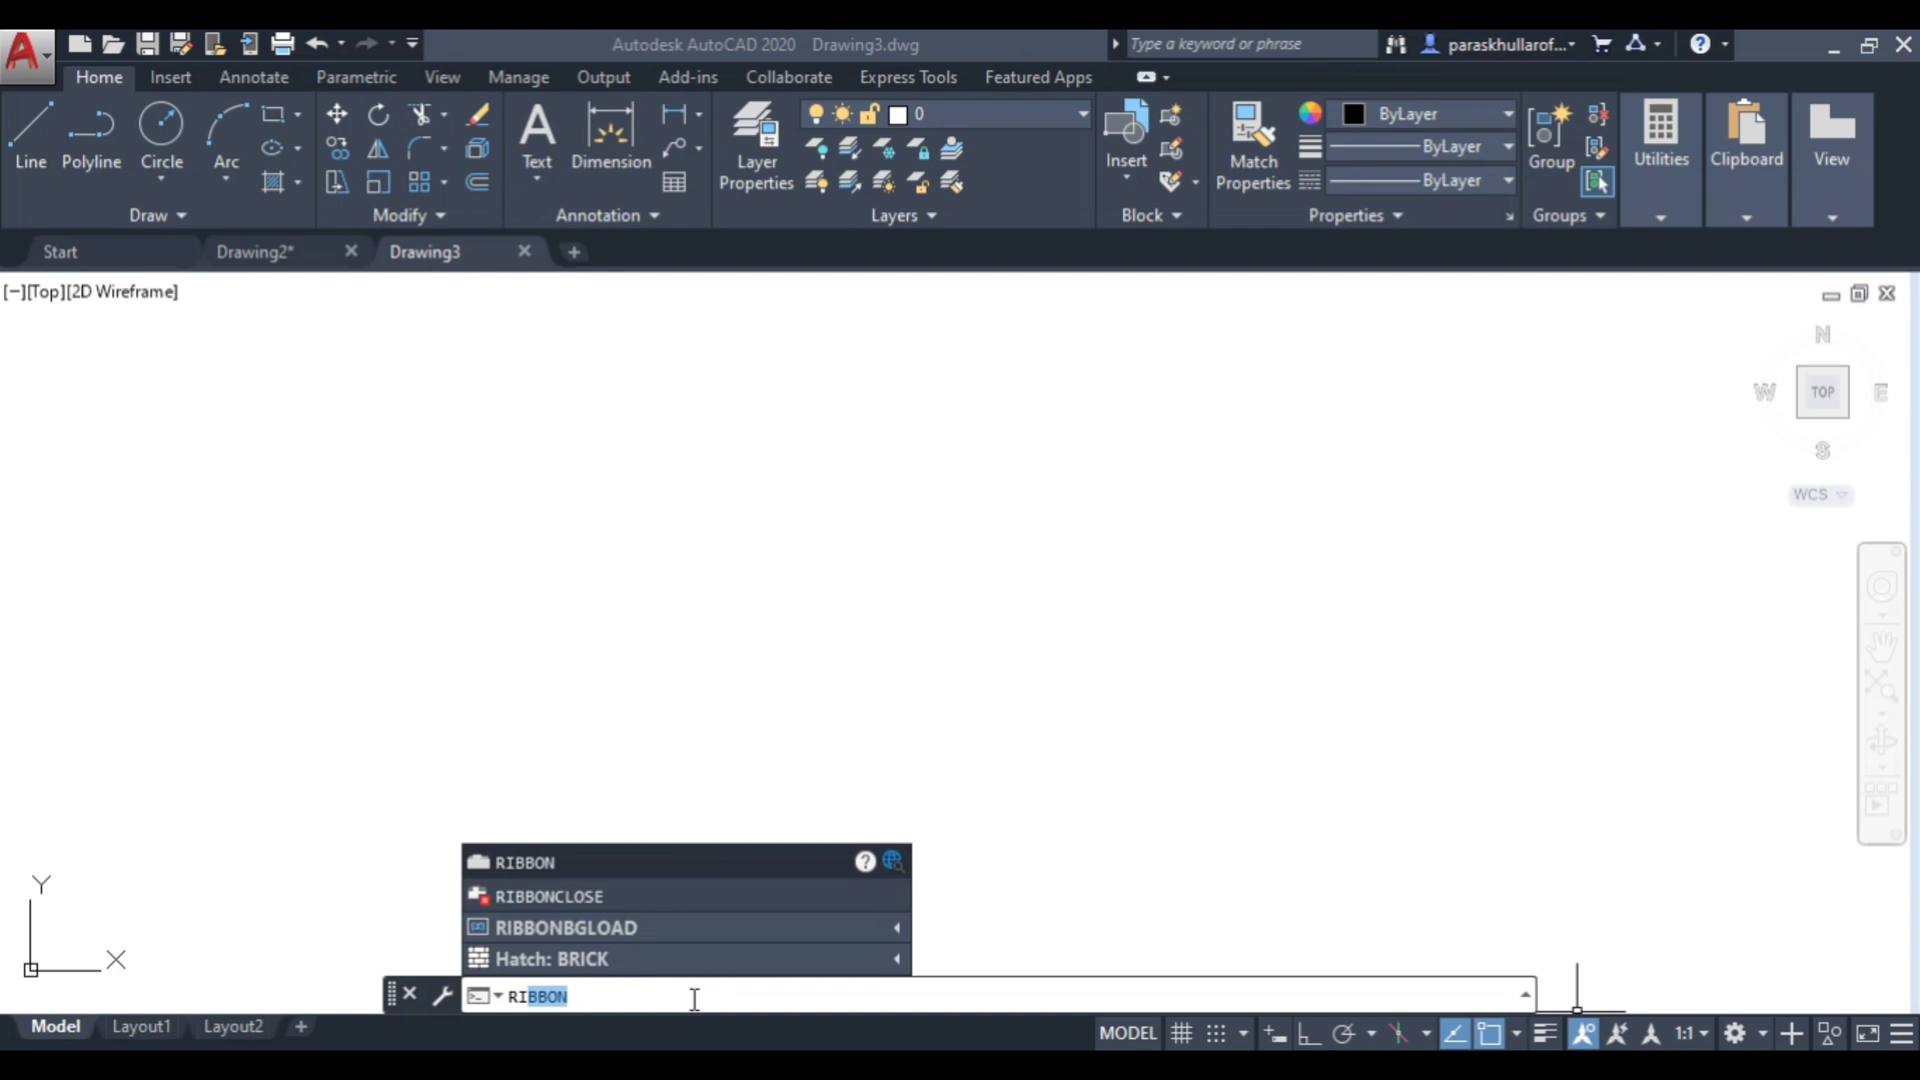 Autodesk AutoCAD 2020 Drawing3.dwg
Type a keyword or phrase
paraskhullarof...
Home Insert Annotate Parametric View Manage Output Add-ins Collaborate Express Tools Featured Apps
Line Polyline Circle Arc
Text Dimension
Layer Properties
0
Insert
Match Properties
ByLayer
ByLayer
ByLayer
Group
Utilities Clipboard View
Draw Modify Annotation Layers Block Properties Groups
Start Drawing2* Drawing3
[−][Top][2D Wireframe]
N
W TOP E
S
WCS
Y
X
RIBBON
RIBBONCLOSE
RIBBONBGLOAD
Hatch: BRICK
RIBBON
Model Layout1 Layout2 +
MODEL 1:1